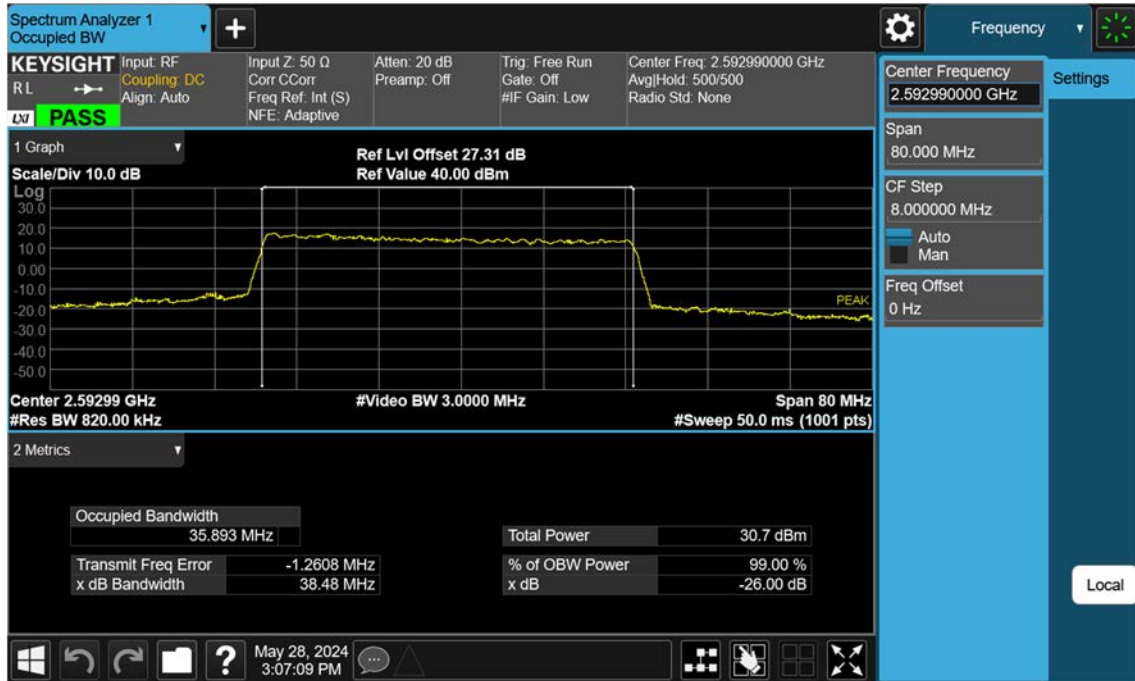 Spectrum Analyzer 1
Occupied BW
Frequency
KEYSIGHT
R L
LXI
PASS
Input: RF
Coupling: DC
Align: Auto
Input Z: 50 Ω
Corr CCorr
Freq Ref: Int (S)
NFE: Adaptive
Atten: 20 dB
Preamp: Off
Trig: Free Run
Gate: Off
#IF Gain: Low
Center Freq: 2.592990000 GHz
Avg|Hold: 500/500
Radio Std: None
Center Frequency
2.592990000 GHz
Settings
Span
80.000 MHz
CF Step
8.000000 MHz
Auto
Man
Freq Offset
0 Hz
Local
1 Graph
Scale/Div 10.0 dB
Ref Lvl Offset 27.31 dB
Ref Value 40.00 dBm
Log
30.0
20.0
10.0
0.00
-10.0
-20.0
-30.0
-40.0
-50.0
PEAK
Center 2.59299 GHz
#Video BW 3.0000 MHz
Span 80 MHz
#Res BW 820.00 kHz
#Sweep 50.0 ms (1001 pts)
2 Metrics
Occupied Bandwidth
35.893 MHz
Total Power 30.7 dBm
Transmit Freq Error -1.2608 MHz
% of OBW Power 99.00 %
x dB Bandwidth 38.48 MHz
x dB -26.00 dB
?
May 28, 2024
3:07:09 PM